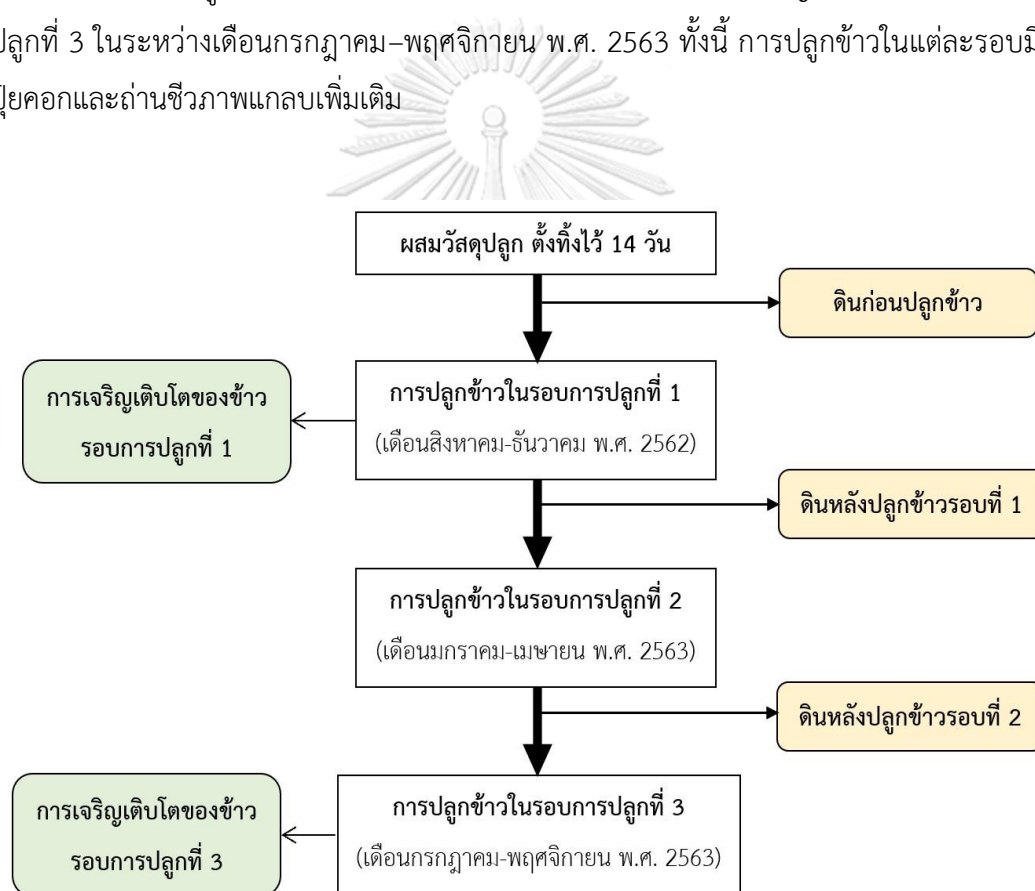 ปลูกที่ 3 ในระหว่างเดือนกรกฎาคม–พฤศจิกายน พ.ศ. 2563 ทั้งนี้ การปลูกข้าวในแต่ละรอบ
ปุ๋ยคอกและถ่านชีวภาพแกลบเพิ่มเติม
ผสมวัสดุปลูก ตั้งทิ้งไว้ 14 วัน
ดินก่อนปลูกข้าว
การเจริญเติบโตของข้าว
รอบการปลูกที่ 1
การปลูกข้าวในรอบการปลูกที่ 1
(เดือนสิงหาคม-ธันวาคม พ.ศ. 2562)
ดินหลังปลูกข้าวรอบที่ 1
การปลูกข้าวในรอบการปลูกที่ 2
(เดือนมกราคม-เมษายน พ.ศ. 2563)
ดินหลังปลูกข้าวรอบที่ 2
การเจริญเติบโตของข้าว
รอบการปลูกที่ 3
การปลูกข้าวในรอบการปลูกที่ 3
(เดือนกรกฎาคม-พฤศจิกายน พ.ศ. 2563)